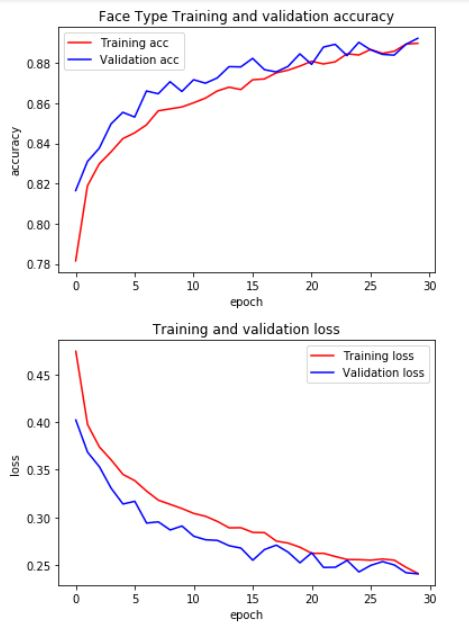 Face Type Training and validation accuracy
Training acc
Validation acc
accuracy
0.88
0.86
0.84
0.82
0.80
0.78
0 5 10 15 20 25 30
epoch
Training and validation loss
Training loss
Validation loss
loss
0.45
0.40
0.35
0.30
0.25
0 5 10 15 20 25 30
epoch